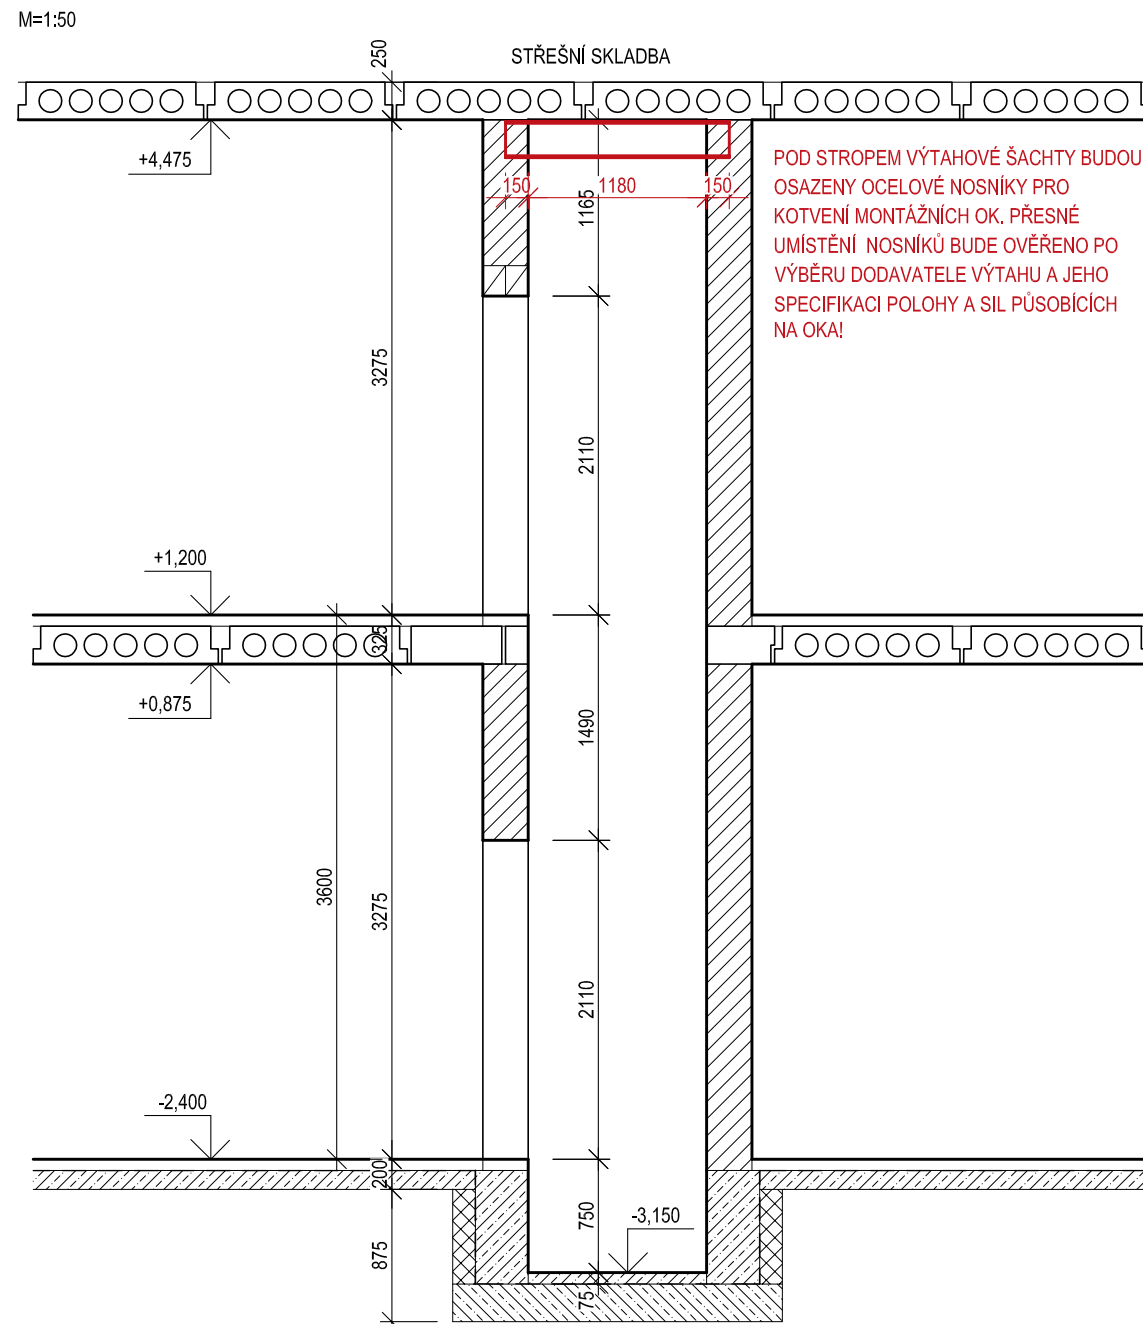 M=1:50
STŘEŠNÍ SKLADBA
250
+4,475
POD STROPEM VÝTAHOVÉ ŠACHTY BUDOU
OSAZENY OCELOVÉ NOSNÍKY PRO
KOTVENÍ MONTÁŽNÍCH OK. PŘESNÉ
UMÍSTĚNÍ NOSNÍKŮ BUDE OVĚŘENO PO
VÝBĚRU DODAVATELE VÝTAHU A JEHO
SPECIFIKACI POLOHY A SIL PŮSOBÍCÍCH
NA OKA!
150
1180
150
1165
3275
2110
+1,200
325
+0,875
1490
3600
3275
2110
-2,400
200
750
-3,150
875
75